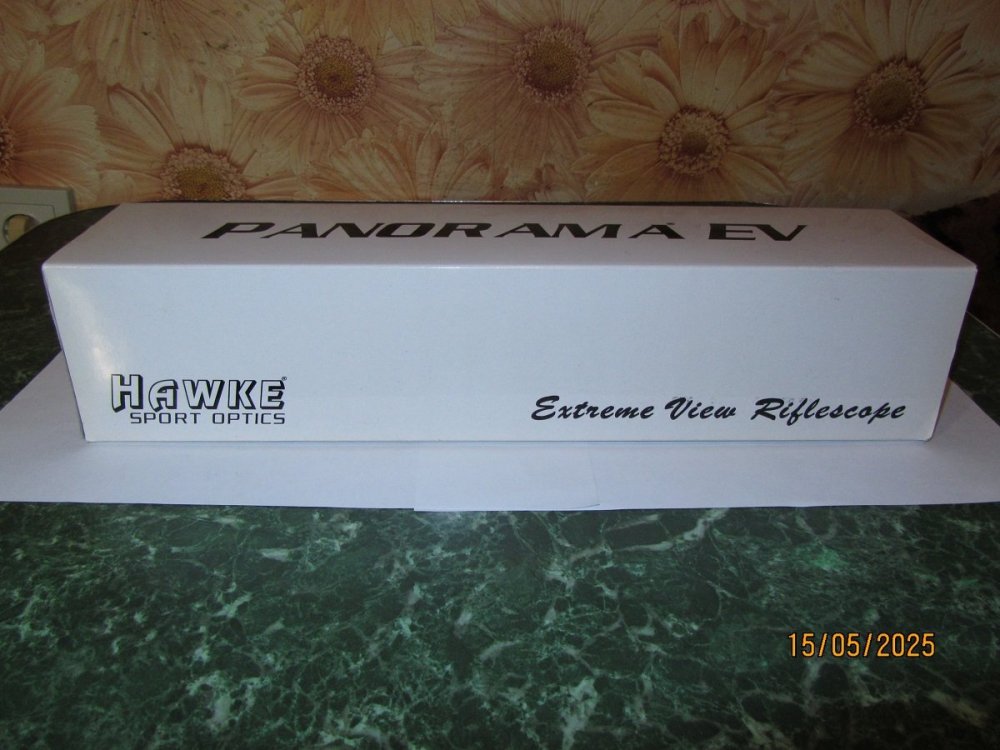 PANORAMA EV
HAWKE®
SPORT OPTICS
Extreme View Riflescope
15/05/2025